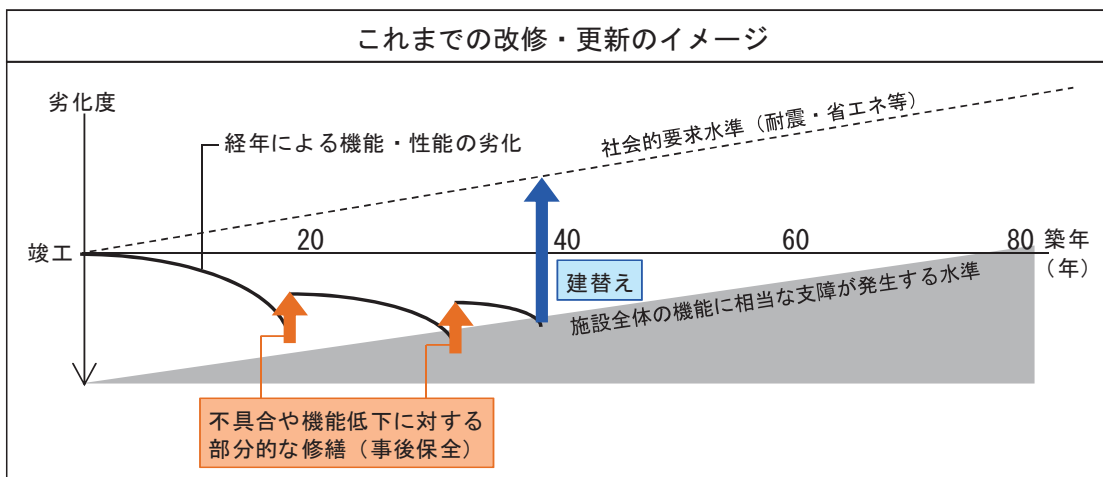 これまでの改修・更新のイメージ
劣化度
経年による機能・性能の劣化
社会的要求水準（耐震・省エネ等）
竣工
20
40
60
80
築年
（年）
建替え
施設全体の機能に相当な支障が発生する水準
不具合や機能低下に対する
部分的な修繕（事後保全）